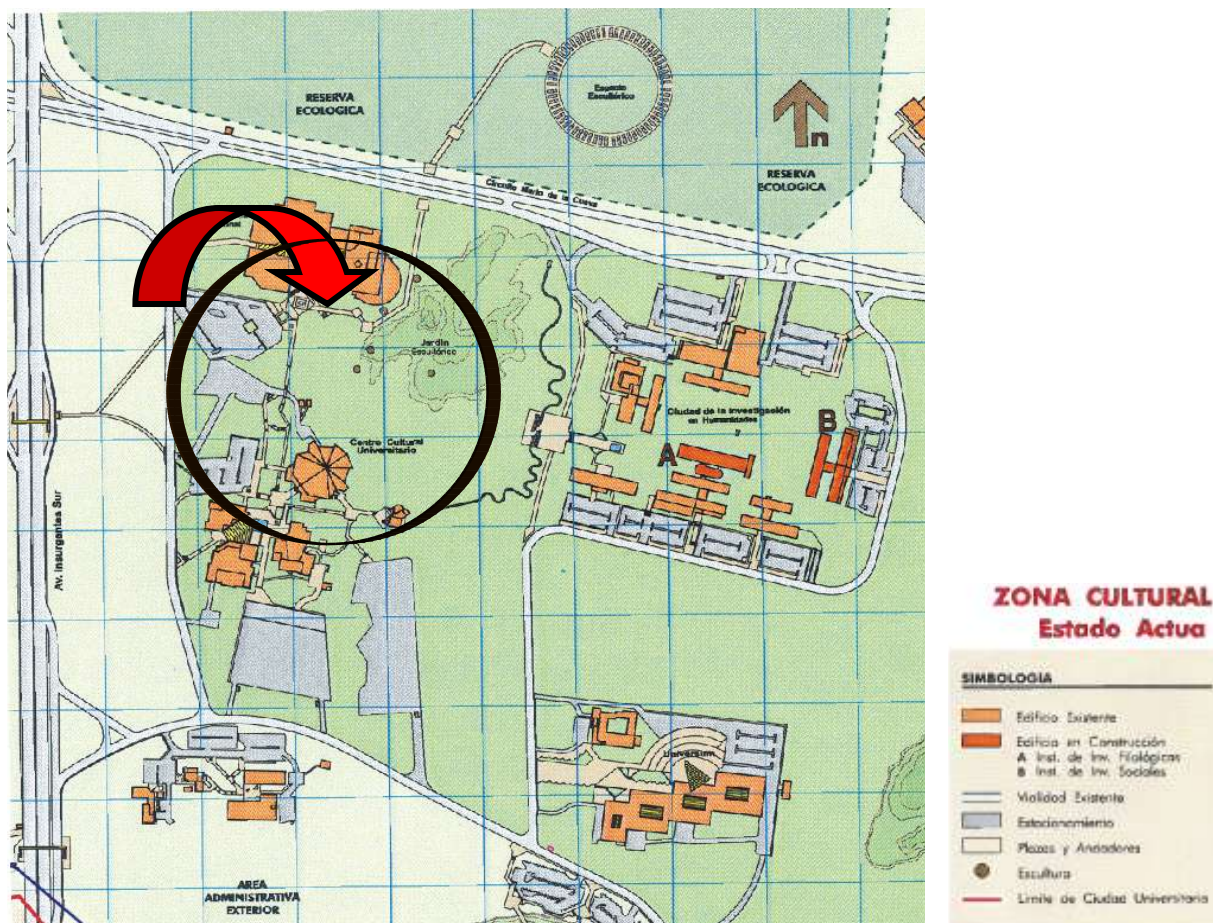 RESERVA
ECOLOGICA
Espacio
Escultórico
n
RESERVA
ECOLOGICA
Circuito Mario de la Cueva
Jardín
Escultórico
Ciudad de la Investigación
en Humanidades
B
A
Centro Cultural
Universitario
Av. Insurgentes Sur
Universum
AREA
ADMINISTRATIVA
EXTERIOR
ZONA CULTURAL
Estado Actua
SIMBOLOGIA
Edificio Existente
Edificio en Construcción
A Inst. de Inv. Filológicas
B Inst. de Inv. Sociales
Vialidad Existente
Estacionamiento
Plazas y Andadores
Escultura
Limite de Ciudad Universitaria